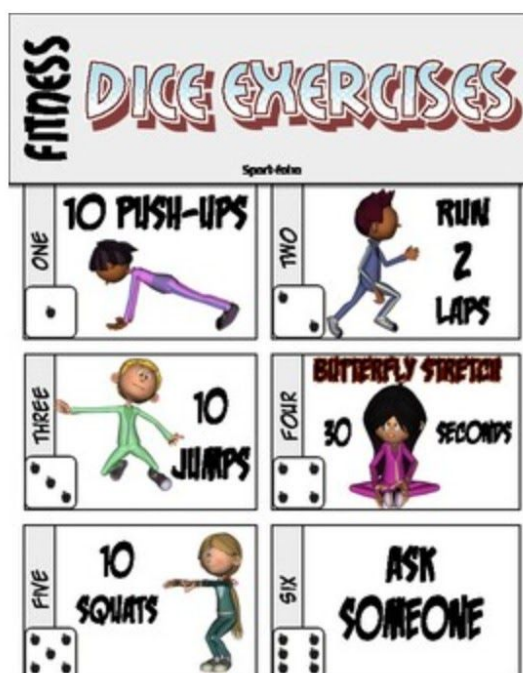 FITNESS
DICE EXERCISES
ONE
10 PUSH-UPS
TWO
RUN
2
LAPS
THREE
10
JUMPS
FOUR
BUTTERFLY STRETCH
30 SECONDS
FIVE
10
SQUATS
SIX
ASK
SOMEONE